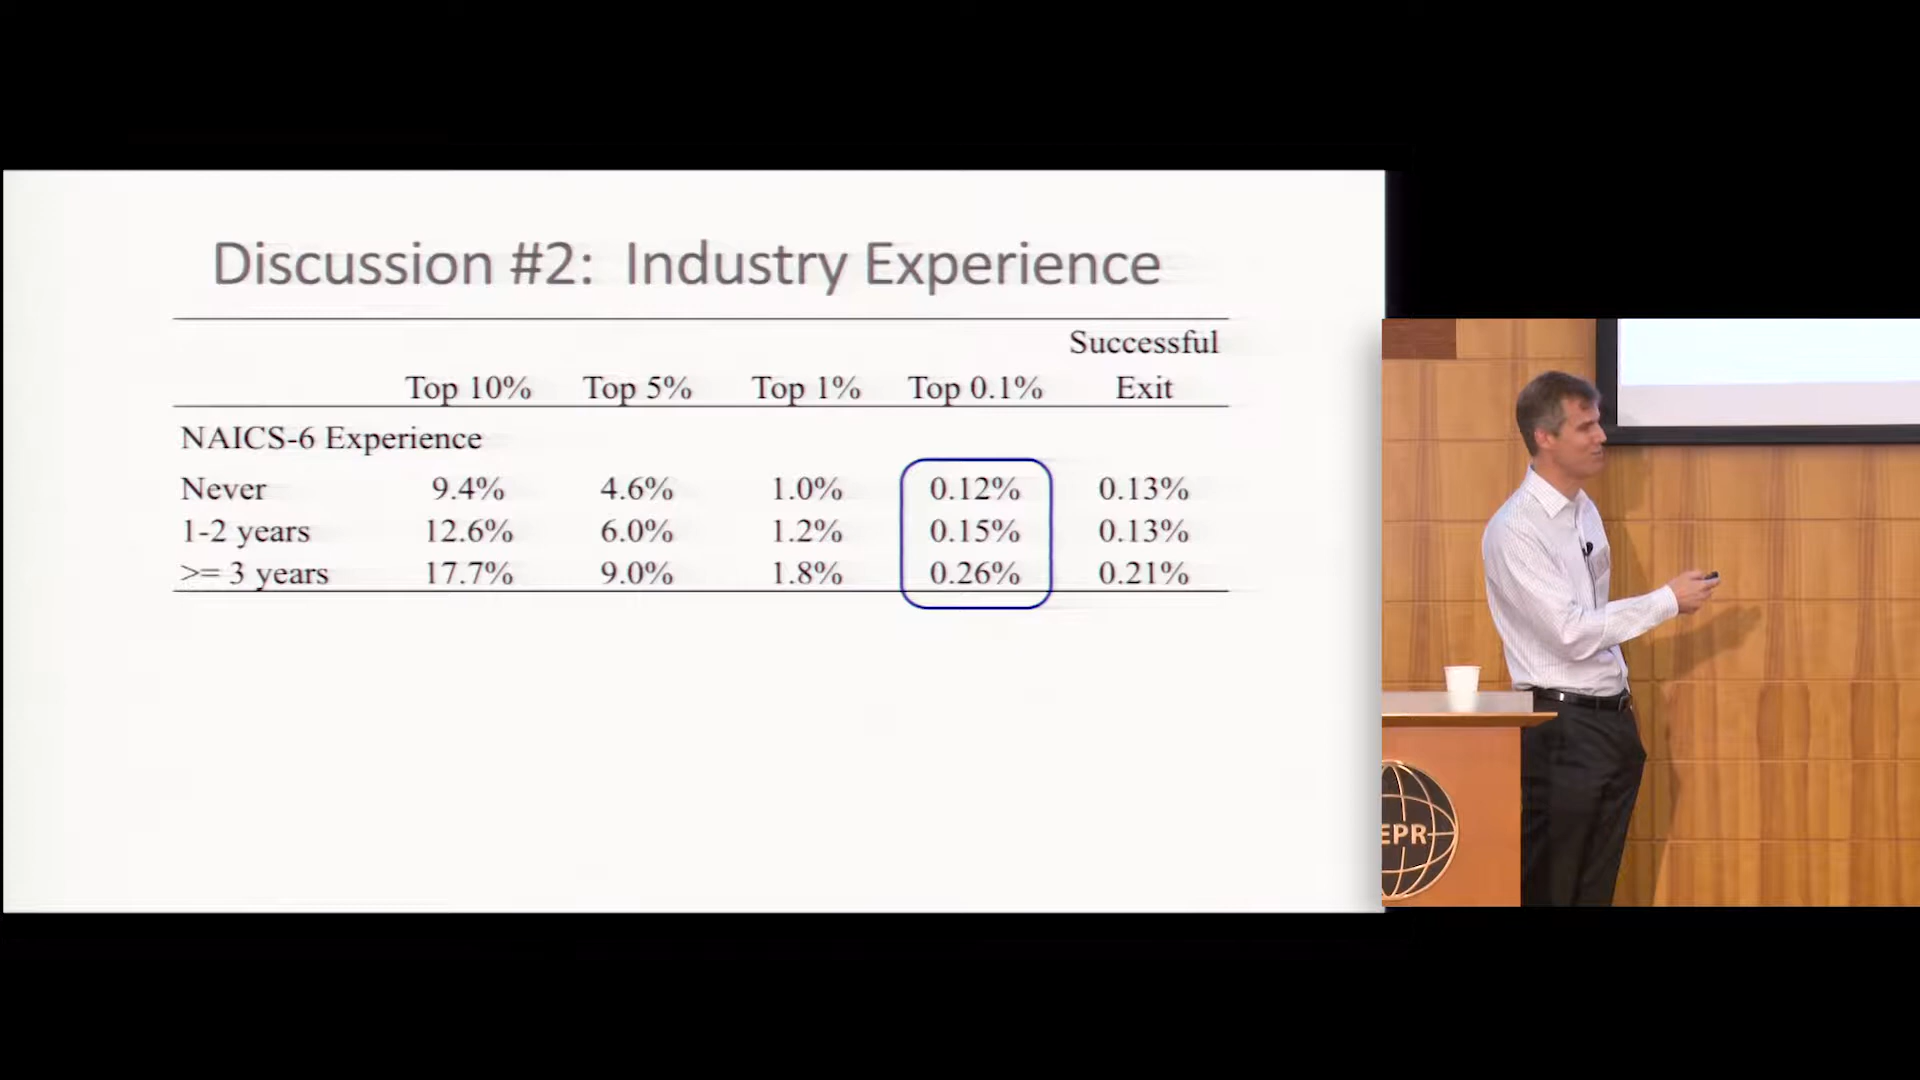 Discussion #2: Industry Experience
Successful
Top 10% Top 5% Top 1% Top 0.1% Exit
NAICS-6 Experience
Never 9.4% 4.6% 1.0% 0.12% 0.13%
1-2 years 12.6% 6.0% 1.2% 0.15% 0.13%
>= 3 years 17.7% 9.0% 1.8% 0.26% 0.21%
EPR